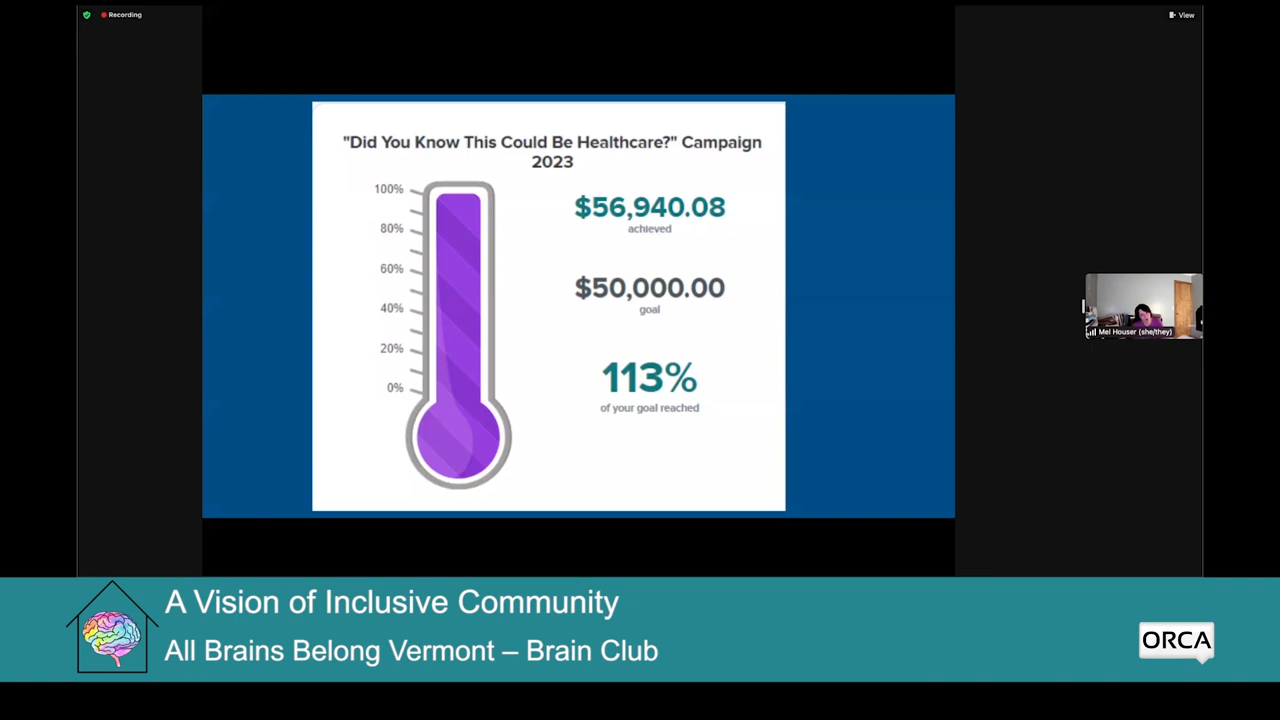 Recording
View
"Did You Know This Could Be Healthcare?" Campaign
2023
100%
80%
60%
40%
20%
0%
$56,940.08
achieved
$50,000.00
goal
113%
of your goal reached
Mel Houser (she/they)
A Vision of Inclusive Community
All Brains Belong Vermont – Brain Club
ORCA